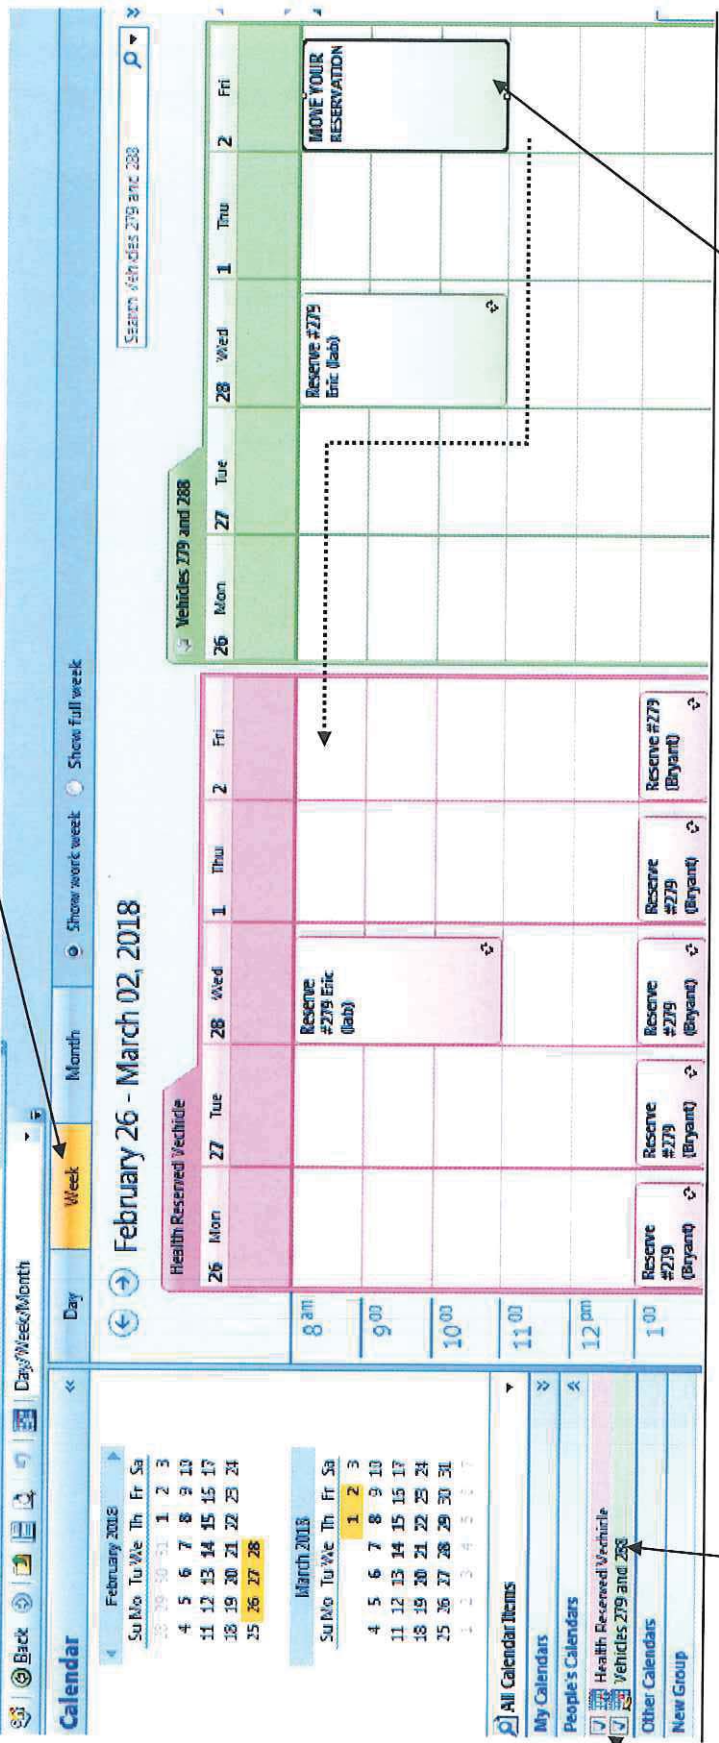 Back
Day/Week/Month
Calendar
«
February 2018
Su Mo Tu We Th Fr Sa
28 29 30 31 1 2 3
4 5 6 7 8 9 10
11 12 13 14 15 16 17
18 19 20 21 22 23 24
25 26 27 28
March 2018
Su Mo Tu We Th Fr Sa
1 2 3
4 5 6 7 8 9 10
11 12 13 14 15 16 17
18 19 20 21 22 23 24
25 26 27 28 29 30 31
1 2 3 4 5 6 7
All Calendar Items
My Calendars
People's Calendars
Health Reserved Vechicle
Vehicles 279 and 288
Other Calendars
New Group
Day
Week
Month
Show work week
Show full week
February 26 - March 02, 2018
Search Vehicles 279 and 288
Health Reserved Vechicle
26 Mon
27 Tue
28 Wed
1 Thu
2 Fri
8 am
9 00
10 00
11 00
12 pm
1 00
Reserve
#279 Eric
(lab)
Reserve
#279
(Bryant)
Reserve
#279
(Bryant)
Reserve
#279
(Bryant)
Reserve
#279
(Bryant)
Reserve #279
(Bryant)
Vehicles 279 and 288
26 Mon
27 Tue
28 Wed
1 Thu
2 Fri
Reserve #279
Eric (lab)
MOVE YOUR
RESERVATION